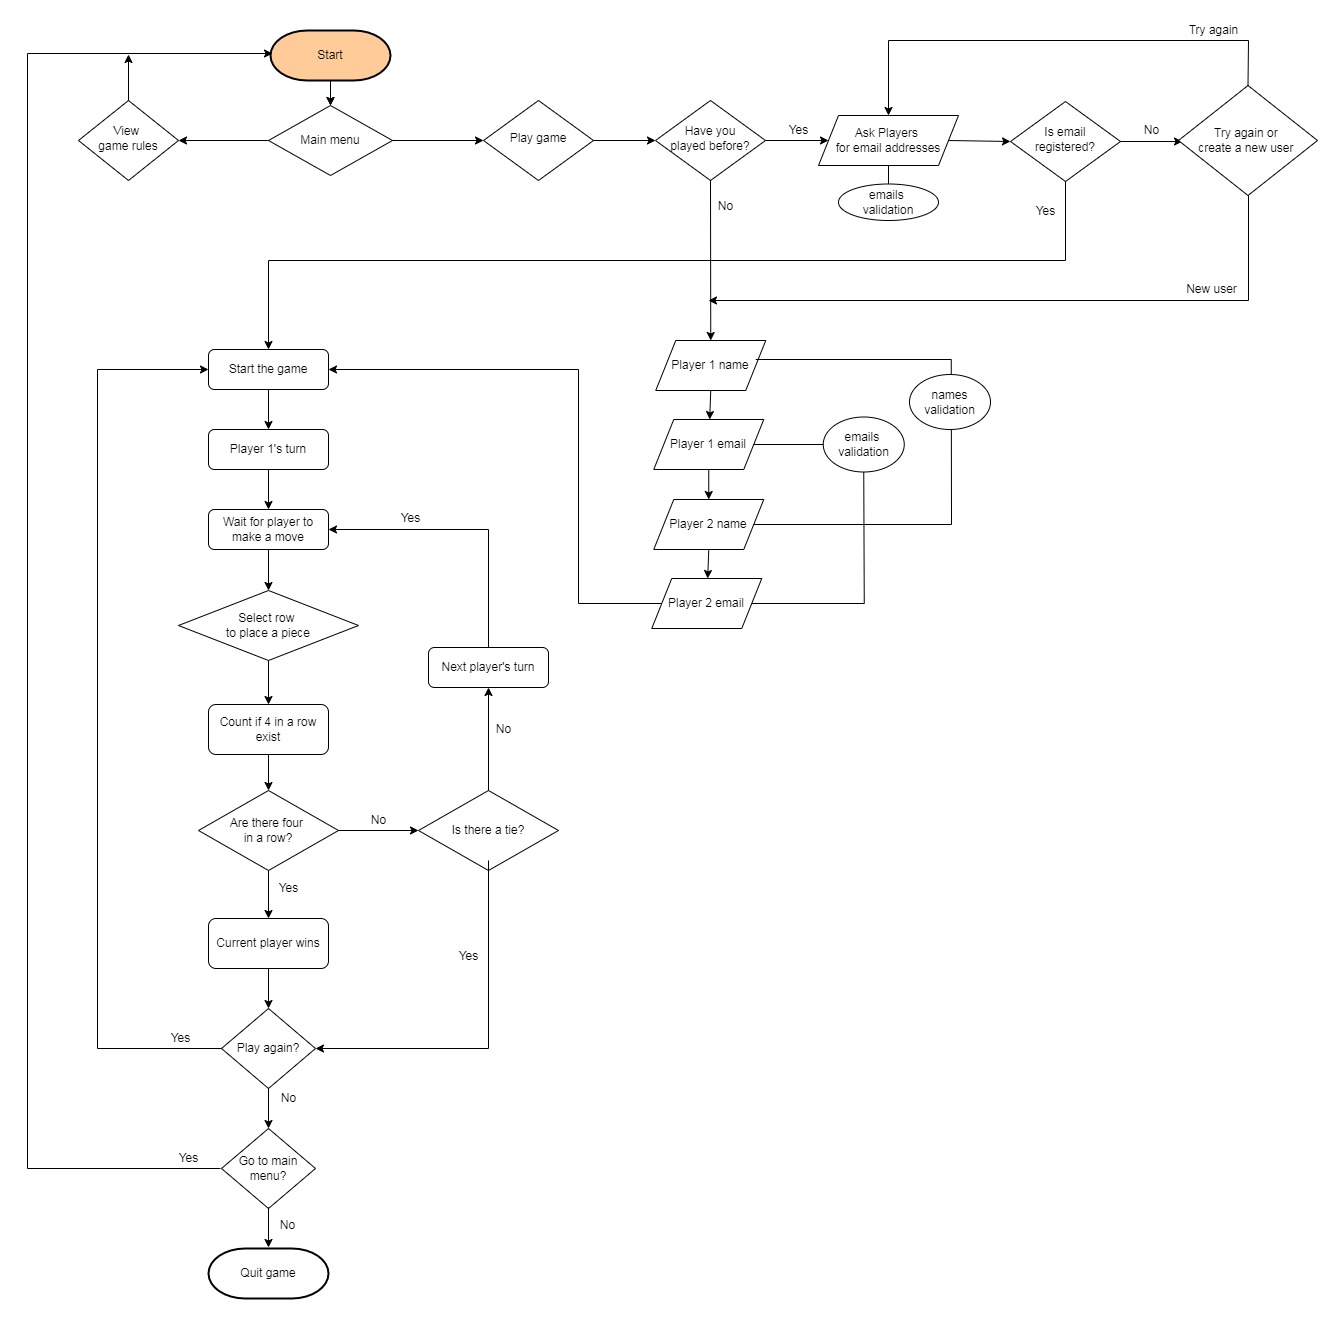 Try again
Start
View
game rules
Main menu
Play game
Have you
played before?
Yes
Ask Players
for email addresses
Is email
registered?
No
Try again or
create a new user
emails
validation
No
Yes
New user
Start the game
Player 1 name
names
validation
Player 1's turn
Player 1 email
emails
validation
Wait for player to
make a move
Yes
Player 2 name
Select row
to place a piece
Player 2 email
Next player's turn
Count if 4 in a row
exist
No
Are there four
in a row?
No
Is there a tie?
Yes
Current player wins
Yes
Play again?
Yes
No
Go to main
menu?
Yes
No
Quit game